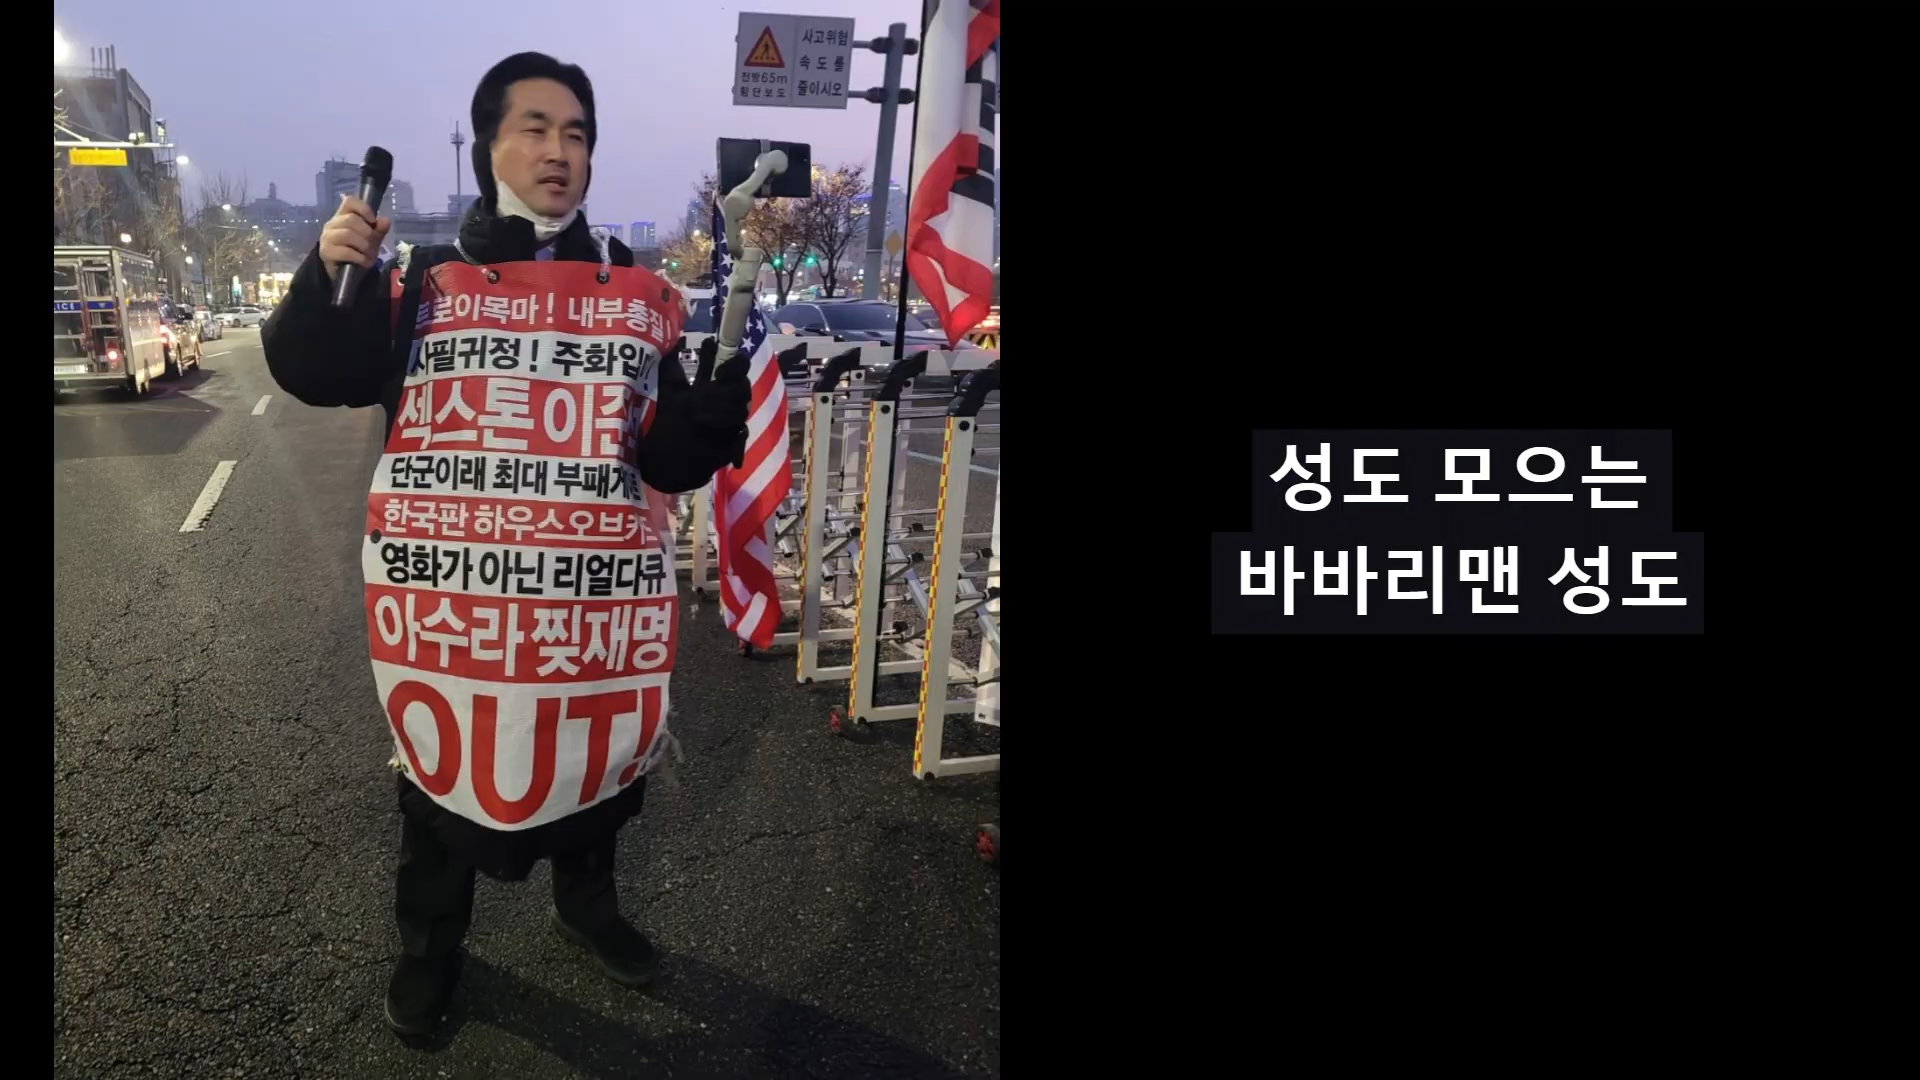 사고위험
속도를
줄이시오
전방65m
횡단보도
트로이목마! 내부총질!
사필귀정! 주화입마!
섹스톤 이준
단군이래 최대 부패게
한국판 하우스오브카
영화가 아닌 리얼다큐
아수라 찢재명
OUT!
성도 모으는
바바리맨 성도